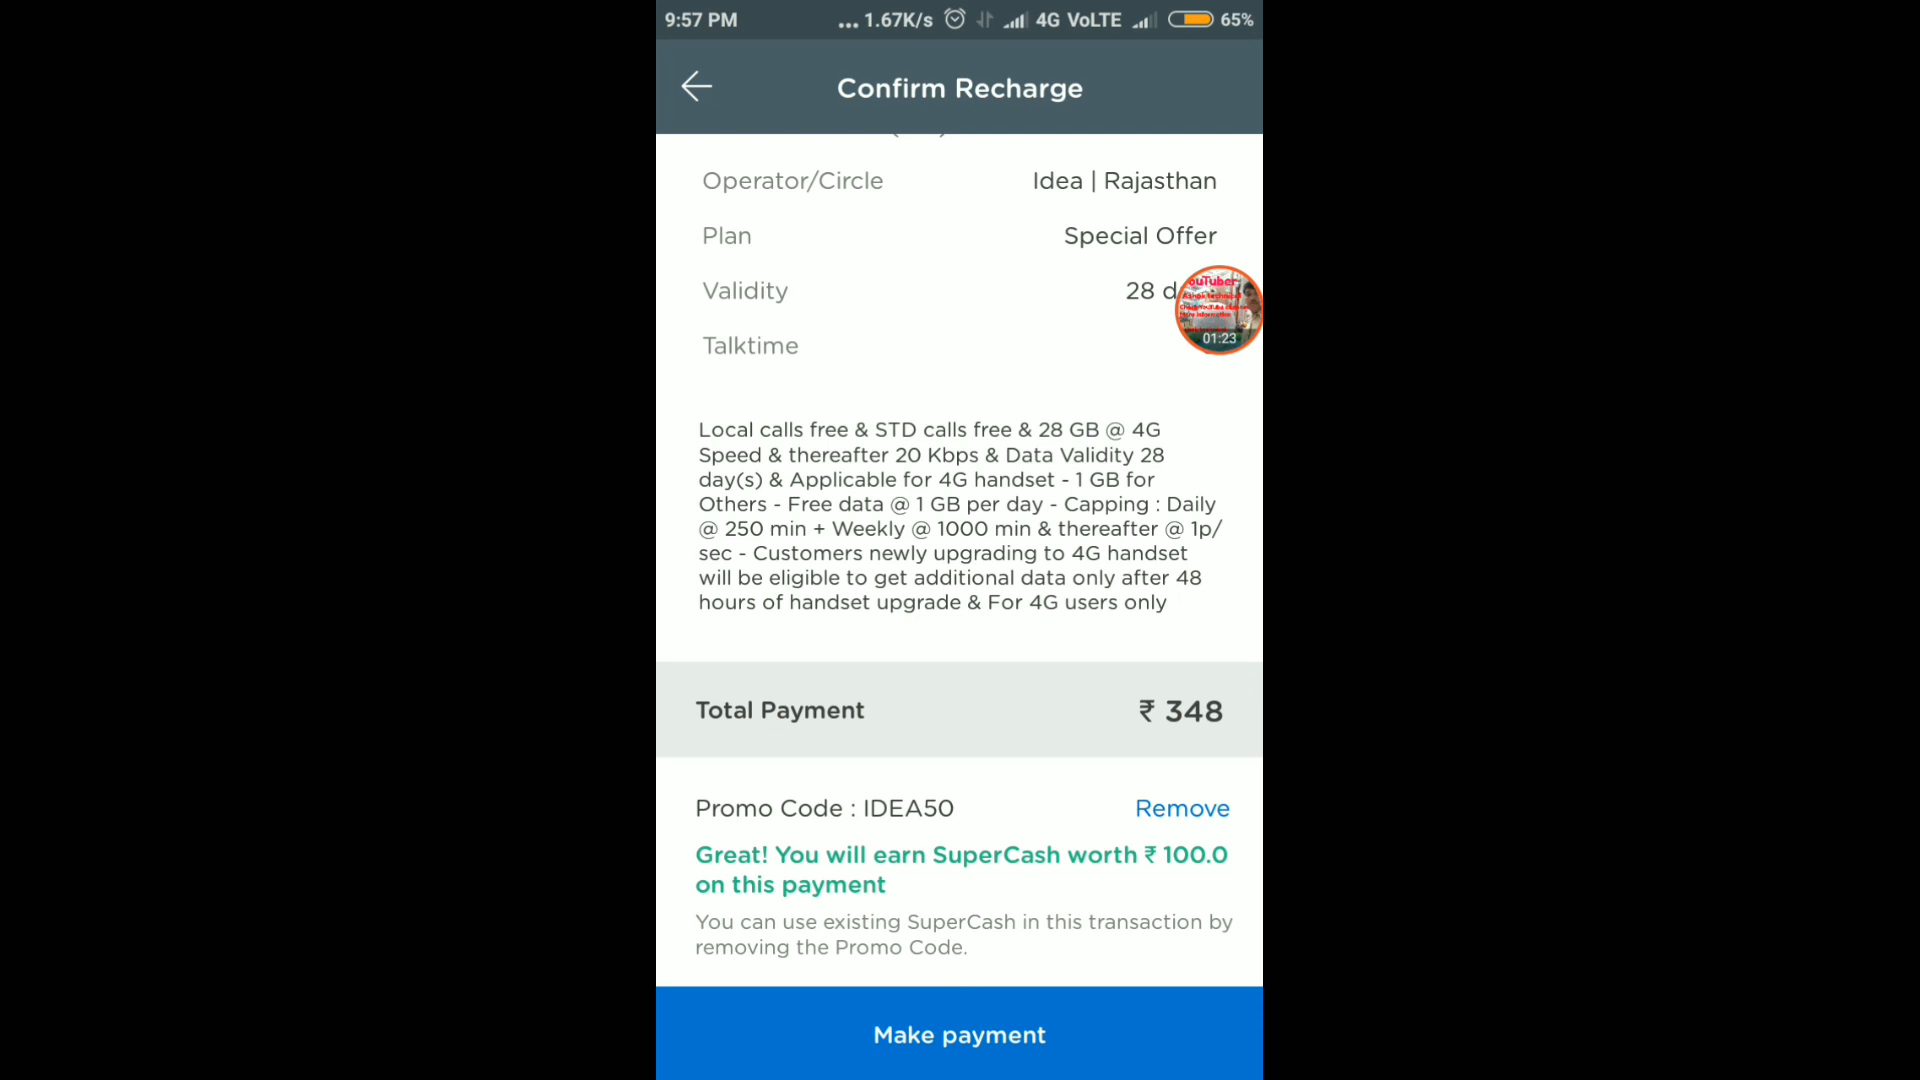 9:57 PM
... 1.67K/s 4G VoLTE 65%
Confirm Recharge
Operator/Circle Idea | Rajasthan
Plan Special Offer
Validity 28 d
ouTuber
Ashok technical
01:23
Talktime
Local calls free & STD calls free & 28 GB @ 4G
Speed & thereafter 20 Kbps & Data Validity 28
day(s) & Applicable for 4G handset - 1 GB for
Others - Free data @ 1 GB per day - Capping : Daily
@ 250 min + Weekly @ 1000 min & thereafter @ 1p/
sec - Customers newly upgrading to 4G handset
will be eligible to get additional data only after 48
hours of handset upgrade & For 4G users only
Total Payment ₹ 348
Promo Code : IDEA50 Remove
Great! You will earn SuperCash worth ₹ 100.0
on this payment
You can use existing SuperCash in this transaction by
removing the Promo Code.
Make payment